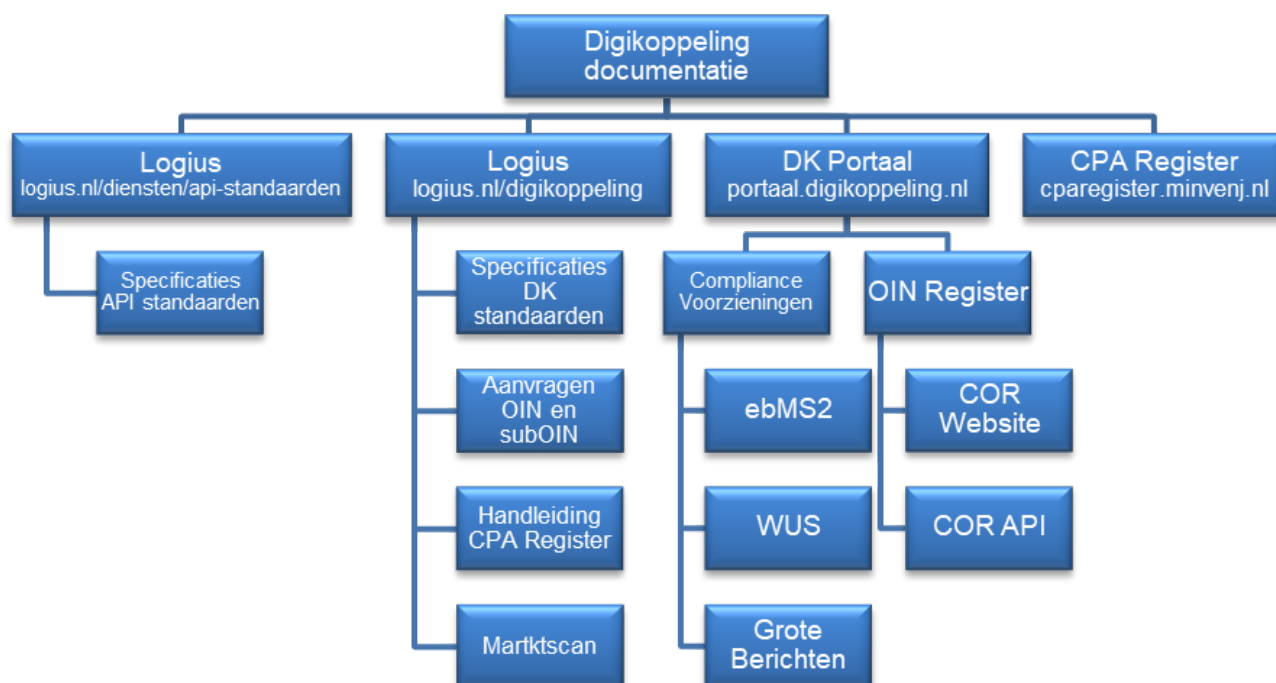 Digikoppeling
documentatie
Logius
logius.nl/diensten/api-standaarden
Specificaties
API standaarden
Logius
logius.nl/digikoppeling
Specificaties
DK
standaarden
Aanvragen
OIN en
subOIN
Handleiding
CPA Register
Martktscan
DK Portaal
portaal.digikoppeling.nl
Compliance
Voorzieningen
ebMS2
WUS
Grote
Berichten
OIN Register
COR
Website
COR API
CPA Register
cparegister.minvenj.nl